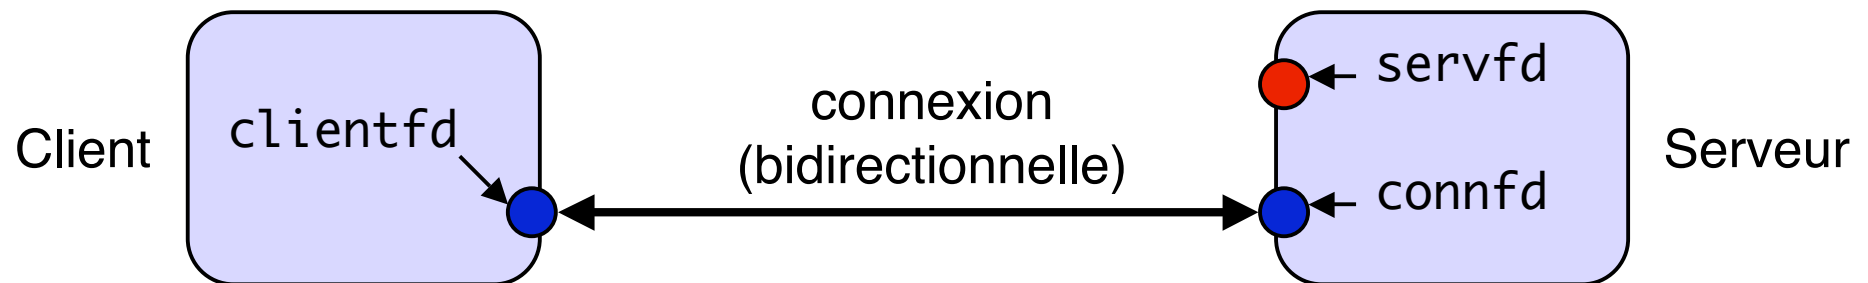 Client
clientfd
connexion
(bidirectionnelle)
servfd
connfd
Serveur